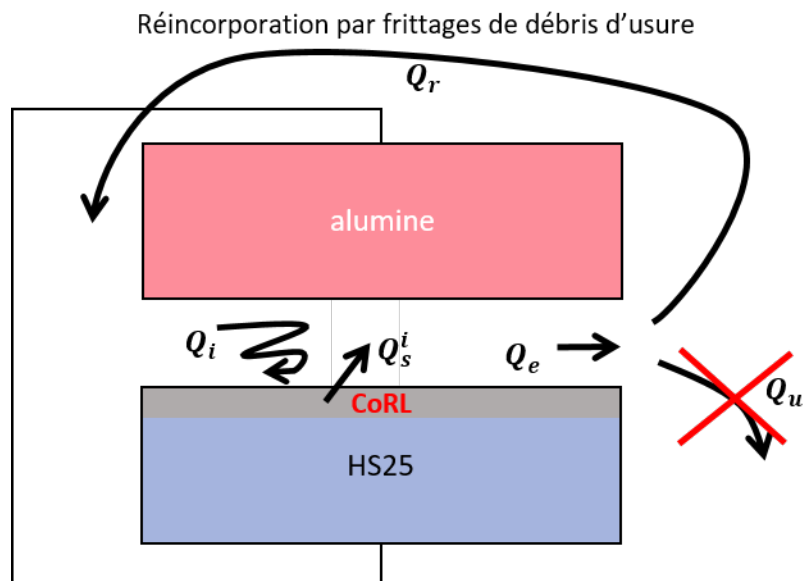 Réincorporation par frittages de débris d’usure
Q_r
alumine
Q_i
Q_s^i
Q_e
Q_u
CoRL
HS25